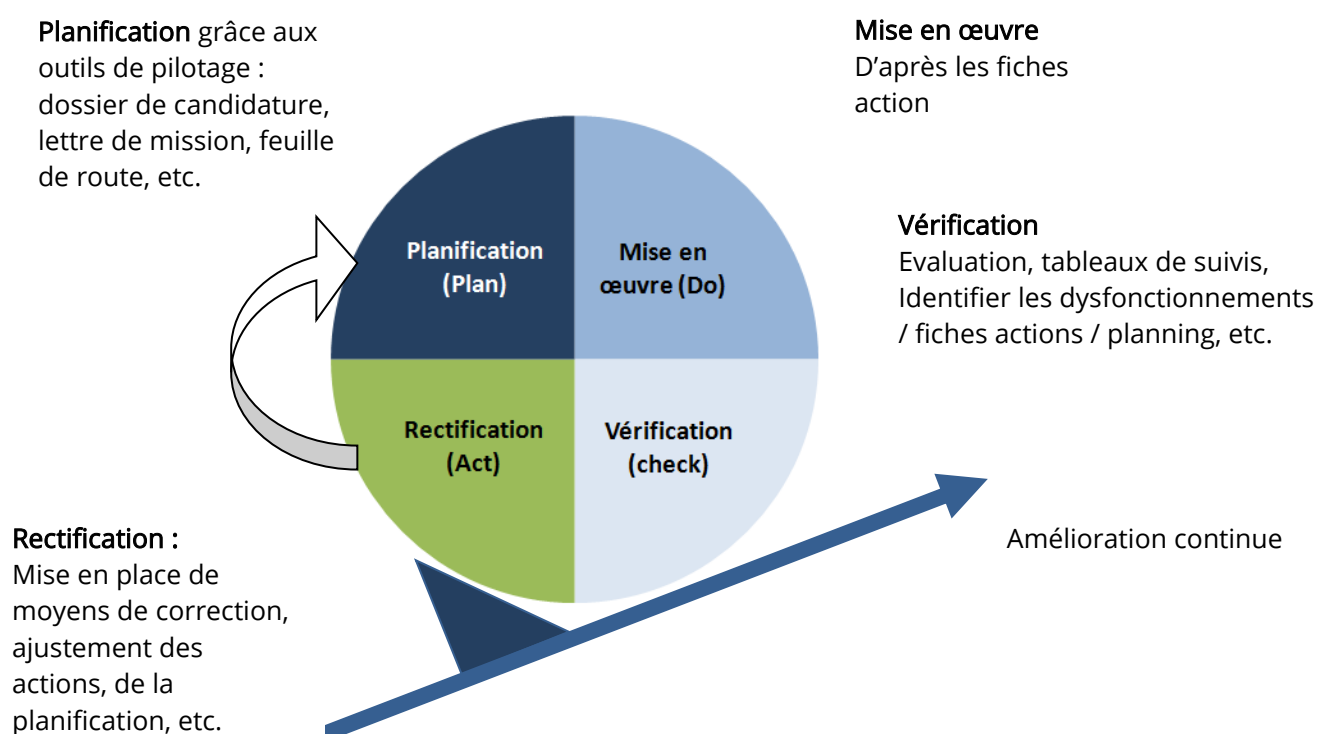 Planification grâce aux
outils de pilotage :
dossier de candidature,
lettre de mission, feuille
de route, etc.
Mise en œuvre
D’après les fiches
action
Planification
(Plan)
Mise en
œuvre (Do)
Vérification
Evaluation, tableaux de suivis,
Identifier les dysfonctionnements
/ fiches actions / planning, etc.
Rectification
(Act)
Vérification
(check)
Rectification :
Mise en place de
moyens de correction,
ajustement des
actions, de la
planification, etc.
Amélioration continue